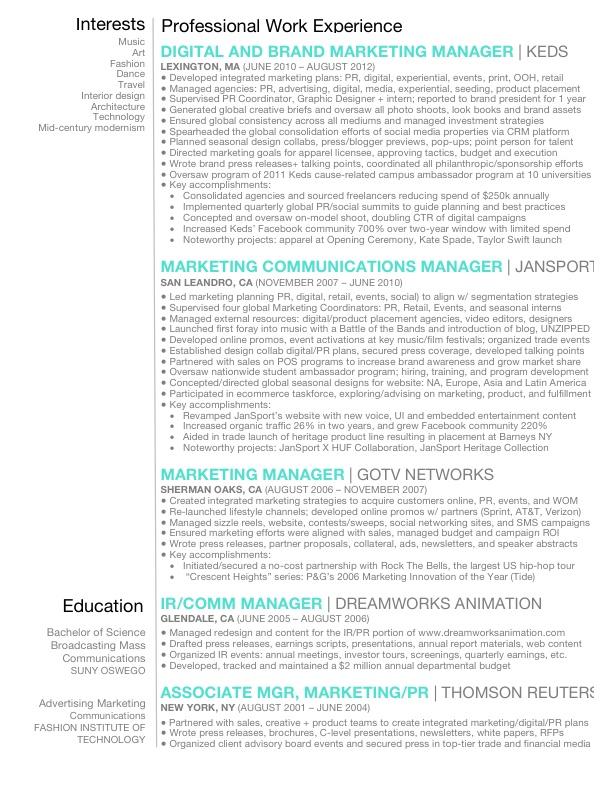 Interests
Music
Art
Fashion
Dance
Travel
Interior design
Architecture
Technology
Mid-century modernism
Education
Bachelor of Science
Broadcasting Mass
Communications
SUNY OSWEGO
Advertising Marketing
Communications
FASHION INSTITUTE OF
TECHNOLOGY
Professional Work Experience
DIGITAL AND BRAND MARKETING MANAGER | KEDS
LEXINGTON, MA (JUNE 2010 – AUGUST 2012)
● Developed integrated marketing plans: PR, digital, experiential, events, print, OOH, retail
● Managed agencies: PR, advertising, digital, media, experiential, seeding, product placement
● Supervised PR Coordinator, Graphic Designer + intern; reported to brand president for 1 year
● Generated global creative briefs and oversaw all photo shoots, look books and brand assets
● Ensured global consistency across all mediums and managed investment strategies
● Spearheaded the global consolidation efforts of social media properties via CRM platform
● Planned seasonal design collabs, press/blogger previews, pop-ups; point person for talent
● Directed marketing goals for apparel licensee, approving tactics, budget and execution
● Wrote brand press releases+ talking points, coordinated all philanthropic/sponsorship efforts
● Oversaw program of 2011 Keds cause-related campus ambassador program at 10 universities
● Key accomplishments:
• Consolidated agencies and sourced freelancers reducing spend of $250k annually
• Implemented quarterly global PR/social summits to guide planning and best practices
• Concepted and oversaw on-model shoot, doubling CTR of digital campaigns
• Increased Keds' Facebook community 700% over two-year window with limited spend
• Noteworthy projects: apparel at Opening Ceremony, Kate Spade, Taylor Swift launch
MARKETING COMMUNICATIONS MANAGER | JANSPORT
SAN LEANDRO, CA (NOVEMBER 2007 – JUNE 2010)
● Led marketing planning PR, digital, retail, events, social) to align w/ segmentation strategies
● Supervised four global Marketing Coordinators: PR, Retail, Events, and seasonal interns
● Managed external resources: digital/product placement agencies, video editors, designers
● Launched first foray into music with a Battle of the Bands and introduction of blog, UNZIPPED
● Developed online promos, event activations at key music/film festivals; organized trade events
● Established design collab digital/PR plans, secured press coverage, developed talking points
● Partnered with sales on POS programs to increase brand awareness and grow market share
● Oversaw nationwide student ambassador program; hiring, training, and program development
● Concepted/directed global seasonal designs for website: NA, Europe, Asia and Latin America
● Participated in ecommerce taskforce, exploring/advising on marketing, product, and fulfillment
● Key accomplishments:
• Revamped JanSport's website with new voice, UI and embedded entertainment content
• Increased organic traffic 26% in two years, and grew Facebook community 220%
• Aided in trade launch of heritage product line resulting in placement at Barneys NY
• Noteworthy projects: JanSport X HUF Collaboration, JanSport Heritage Collection
MARKETING MANAGER | GOTV NETWORKS
SHERMAN OAKS, CA (AUGUST 2006 – NOVEMBER 2007)
● Created integrated marketing strategies to acquire customers online, PR, events, and WOM
● Re-launched lifestyle channels; developed online promos w/ partners (Sprint, AT&T, Verizon)
● Managed sizzle reels, website, contests/sweeps, social networking sites, and SMS campaigns
● Ensured marketing efforts were aligned with sales, managed budget and campaign ROI
● Wrote press releases, partner proposals, collateral, ads, newsletters, and speaker abstracts
● Key accomplishments:
• Initiated/secured a no-cost partnership with Rock The Bells, the largest US hip-hop tour
• "Crescent Heights" series: P&G's 2006 Marketing Innovation of the Year (Tide)
IR/COMM MANAGER | DREAMWORKS ANIMATION
GLENDALE, CA (JUNE 2005 – AUGUST 2006)
● Managed redesign and content for the IR/PR portion of www.dreamworksanimation.com
● Drafted press releases, earnings scripts, presentations, annual report materials, web content
● Organized IR events: annual meetings, investor tours, screenings, quarterly earnings, etc.
● Developed, tracked and maintained a $2 million annual departmental budget
ASSOCIATE MGR, MARKETING/PR | THOMSON REUTERS
NEW YORK, NY (AUGUST 2001 – JUNE 2004)
● Partnered with sales, creative + product teams to create integrated marketing/digital/PR plans
● Wrote press releases, brochures, C-level presentations, newsletters, white papers, RFPs
● Organized client advisory board events and secured press in top-tier trade and financial media